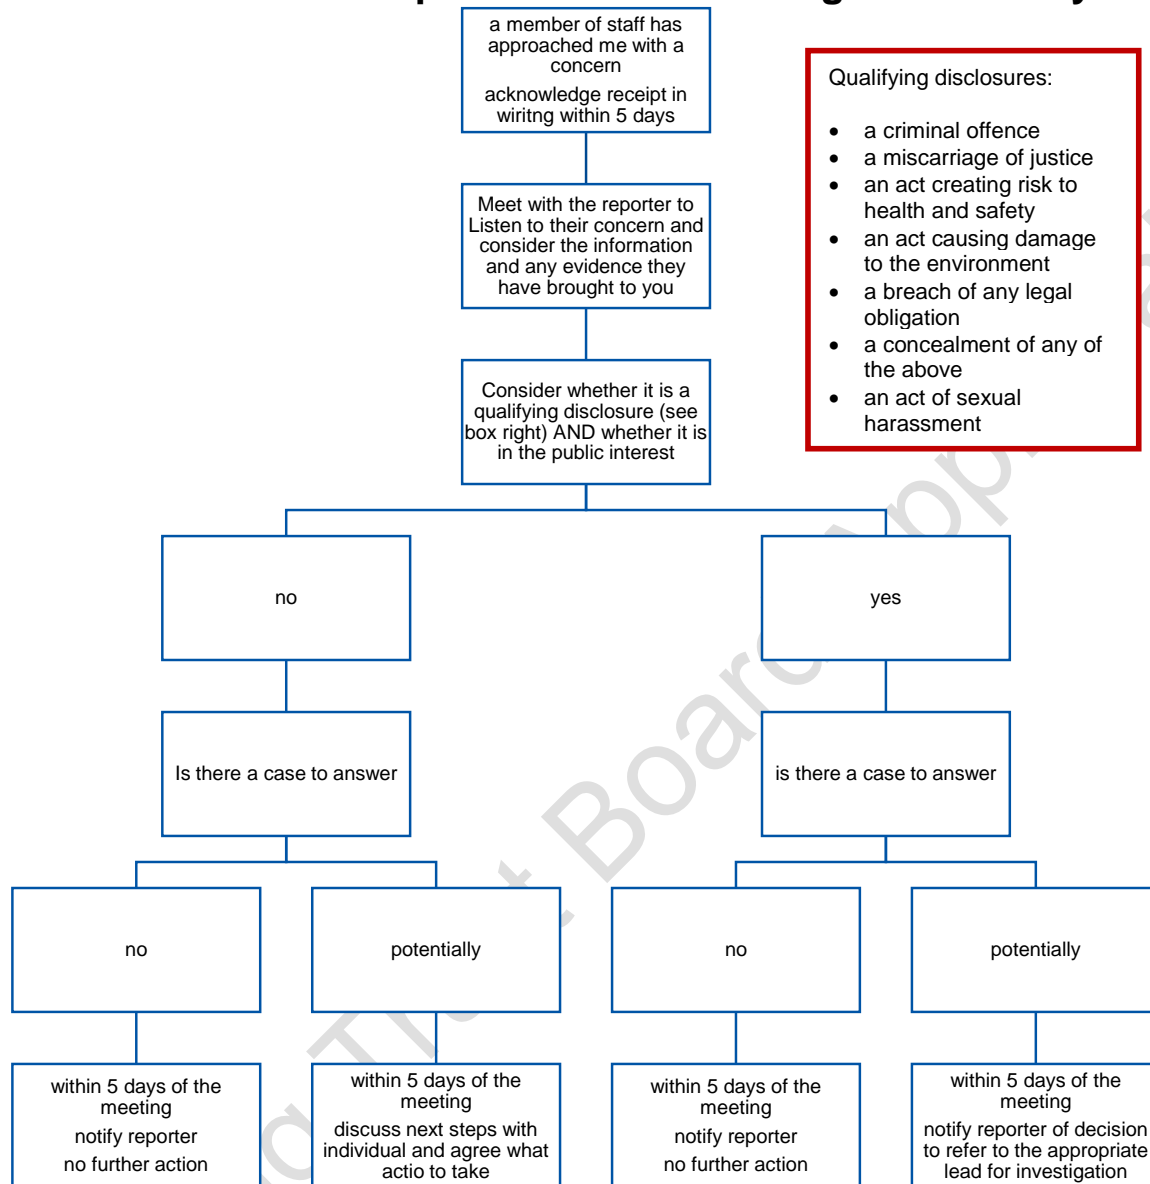 a member of staff has
approached me with a
concern
acknowledge receipt in
wiritng within 5 days
Qualifying disclosures:
• a criminal offence
• a miscarriage of justice
• an act creating risk to
health and safety
• an act causing damage
to the environment
• a breach of any legal
obligation
• a concealment of any of
the above
• an act of sexual
harassment
Meet with the reporter to
Listen to their concern and
consider the information
and any evidence they
have brought to you
Consider whether it is a
qualifying disclosure (see
box right) AND whether it is
in the public interest
no
yes
Is there a case to answer
is there a case to answer
no
potentially
no
potentially
within 5 days of the
meeting
notify reporter
no further action
within 5 days of the
meeting
discuss next steps with
individual and agree what
actio to take
within 5 days of the
meeting
notify reporter
no further action
within 5 days of the
meeting
notify reporter of decision
to refer to the appropriate
lead for investigation